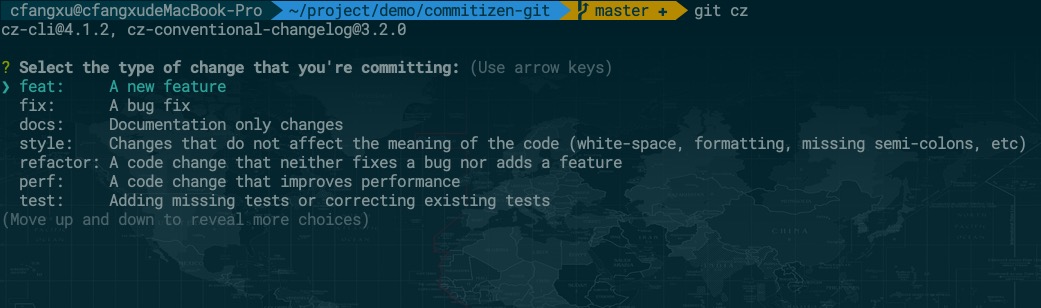 cfangxu@cfangxudeMacBook-Pro ~/project/demo/commitizen-git master + git cz
cz-cli@4.1.2, cz-conventional-changelog@3.2.0
? Select the type of change that you're committing: (Use arrow keys)
❯ feat: A new feature
fix: A bug fix
docs: Documentation only changes
style: Changes that do not affect the meaning of the code (white-space, formatting, missing semi-colons, etc)
refactor: A code change that neither fixes a bug nor adds a feature
perf: A code change that improves performance
test: Adding missing tests or correcting existing tests
(Move up and down to reveal more choices)
CHINA